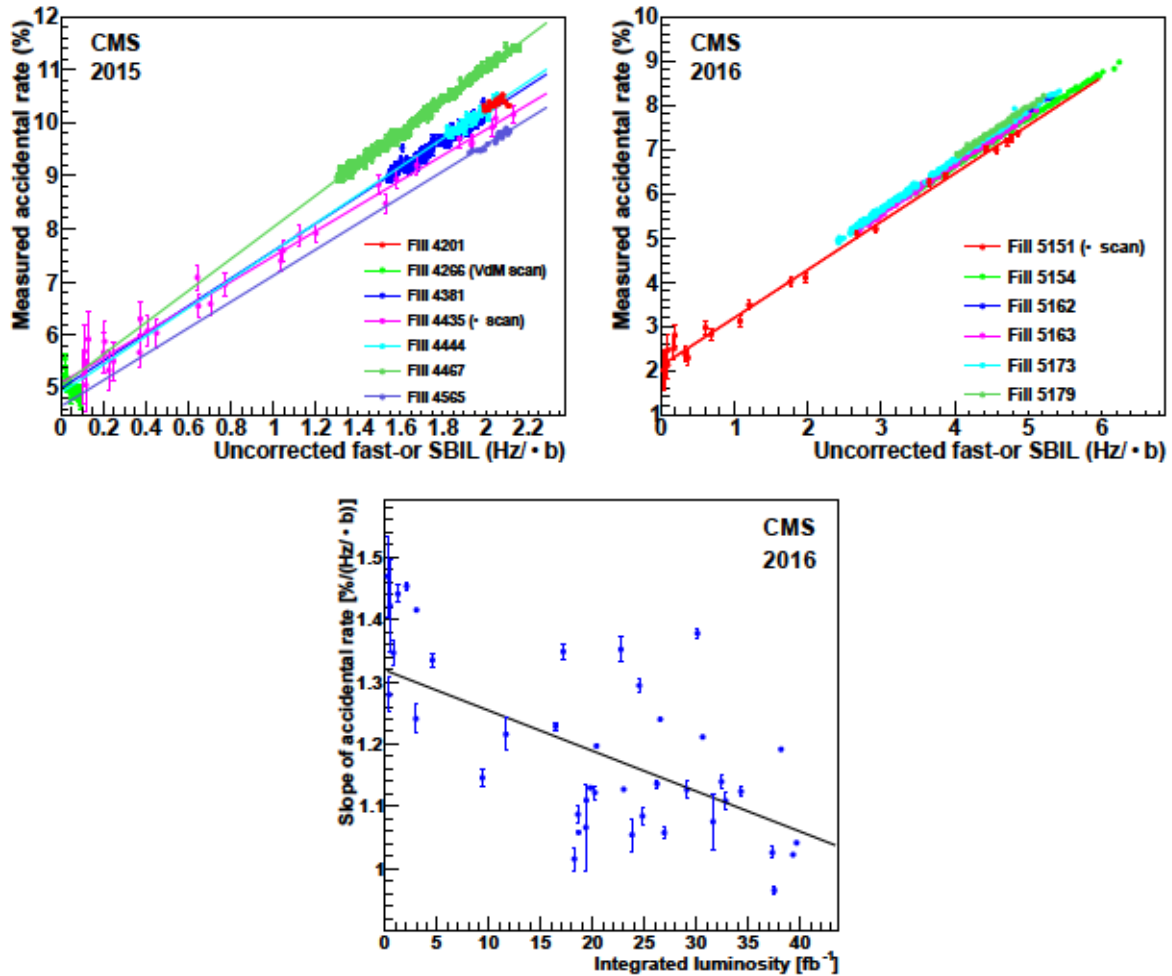 Measured accidental rate (%)
12
11
10
9
8
7
6
5
CMS
2015
Fill 4201
Fill 4266 (VdM scan)
Fill 4381
Fill 4435 (• scan)
Fill 4444
Fill 4467
Fill 4565
0 0.2 0.4 0.6 0.8 1 1.2 1.4 1.6 1.8 2 2.2
Uncorrected fast-or SBIL (Hz/ • b)
Measured accidental rate (%)
10
9
8
7
6
5
4
3
2
1
CMS
2016
Fill 5151 (• scan)
Fill 5154
Fill 5162
Fill 5163
Fill 5173
Fill 5179
0 1 2 3 4 5 6
Uncorrected fast-or SBIL (Hz/ • b)
Slope of accidental rate [%/(Hz/ • b)]
1.5
1.4
1.3
1.2
1.1
1
CMS
2016
0 5 10 15 20 25 30 35 40
Integrated luminosity [fb⁻¹]